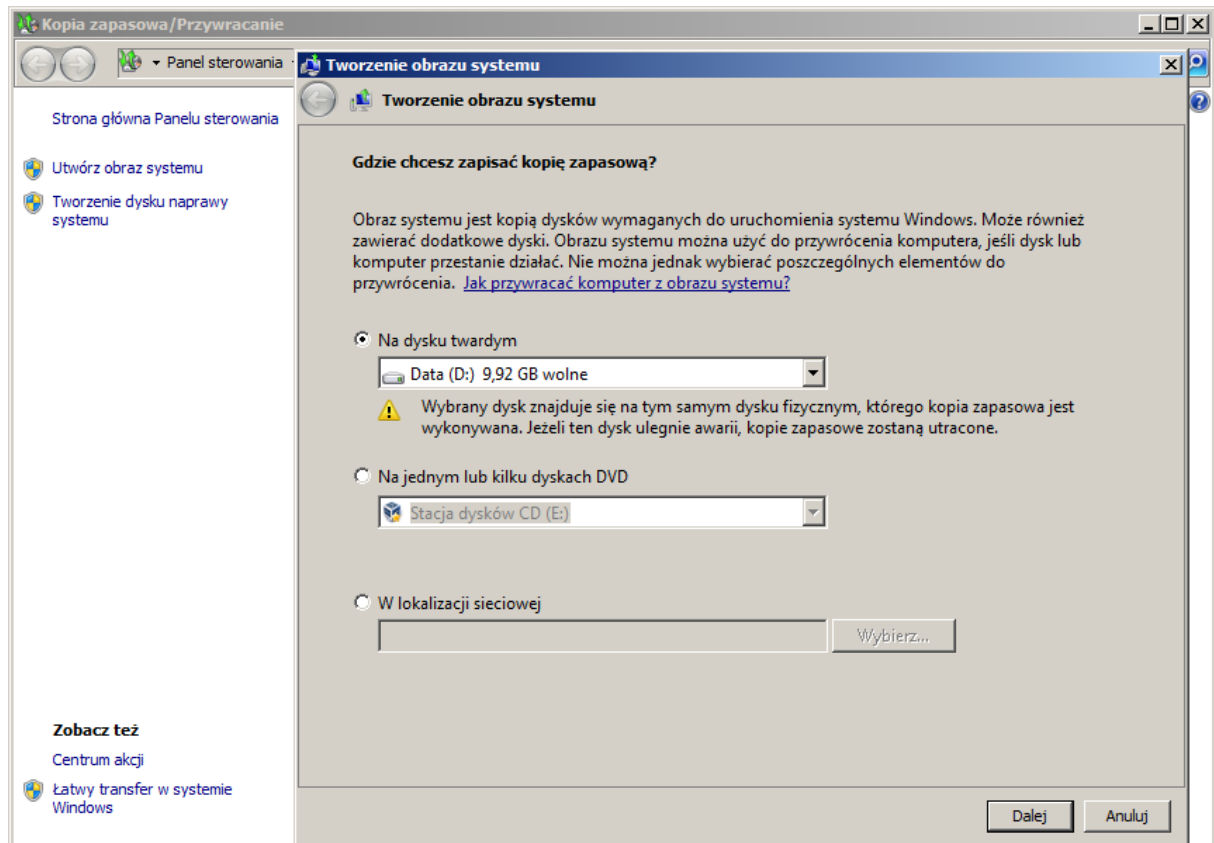 Kopia zapasowa/Przywracanie
Panel sterowania
Strona główna Panelu sterowania
Utwórz obraz systemu
Tworzenie dysku naprawy
systemu
Zobacz też
Centrum akcji
Łatwy transfer w systemie
Windows
Tworzenie obrazu systemu
Tworzenie obrazu systemu
Gdzie chcesz zapisać kopię zapasową?
Obraz systemu jest kopią dysków wymaganych do uruchomienia systemu Windows. Może również
zawierać dodatkowe dyski. Obrazu systemu można użyć do przywrócenia komputera, jeśli dysk lub
komputer przestanie działać. Nie można jednak wybierać poszczególnych elementów do
przywrócenia. Jak przywracać komputer z obrazu systemu?
Na dysku twardym
Data (D:) 9,92 GB wolne
Wybrany dysk znajduje się na tym samym dysku fizycznym, którego kopia zapasowa jest
wykonywana. Jeżeli ten dysk ulegnie awarii, kopie zapasowe zostaną utracone.
Na jednym lub kilku dyskach DVD
Stacja dysków CD (E:)
W lokalizacji sieciowej
Wybierz...
Dalej
Anuluj